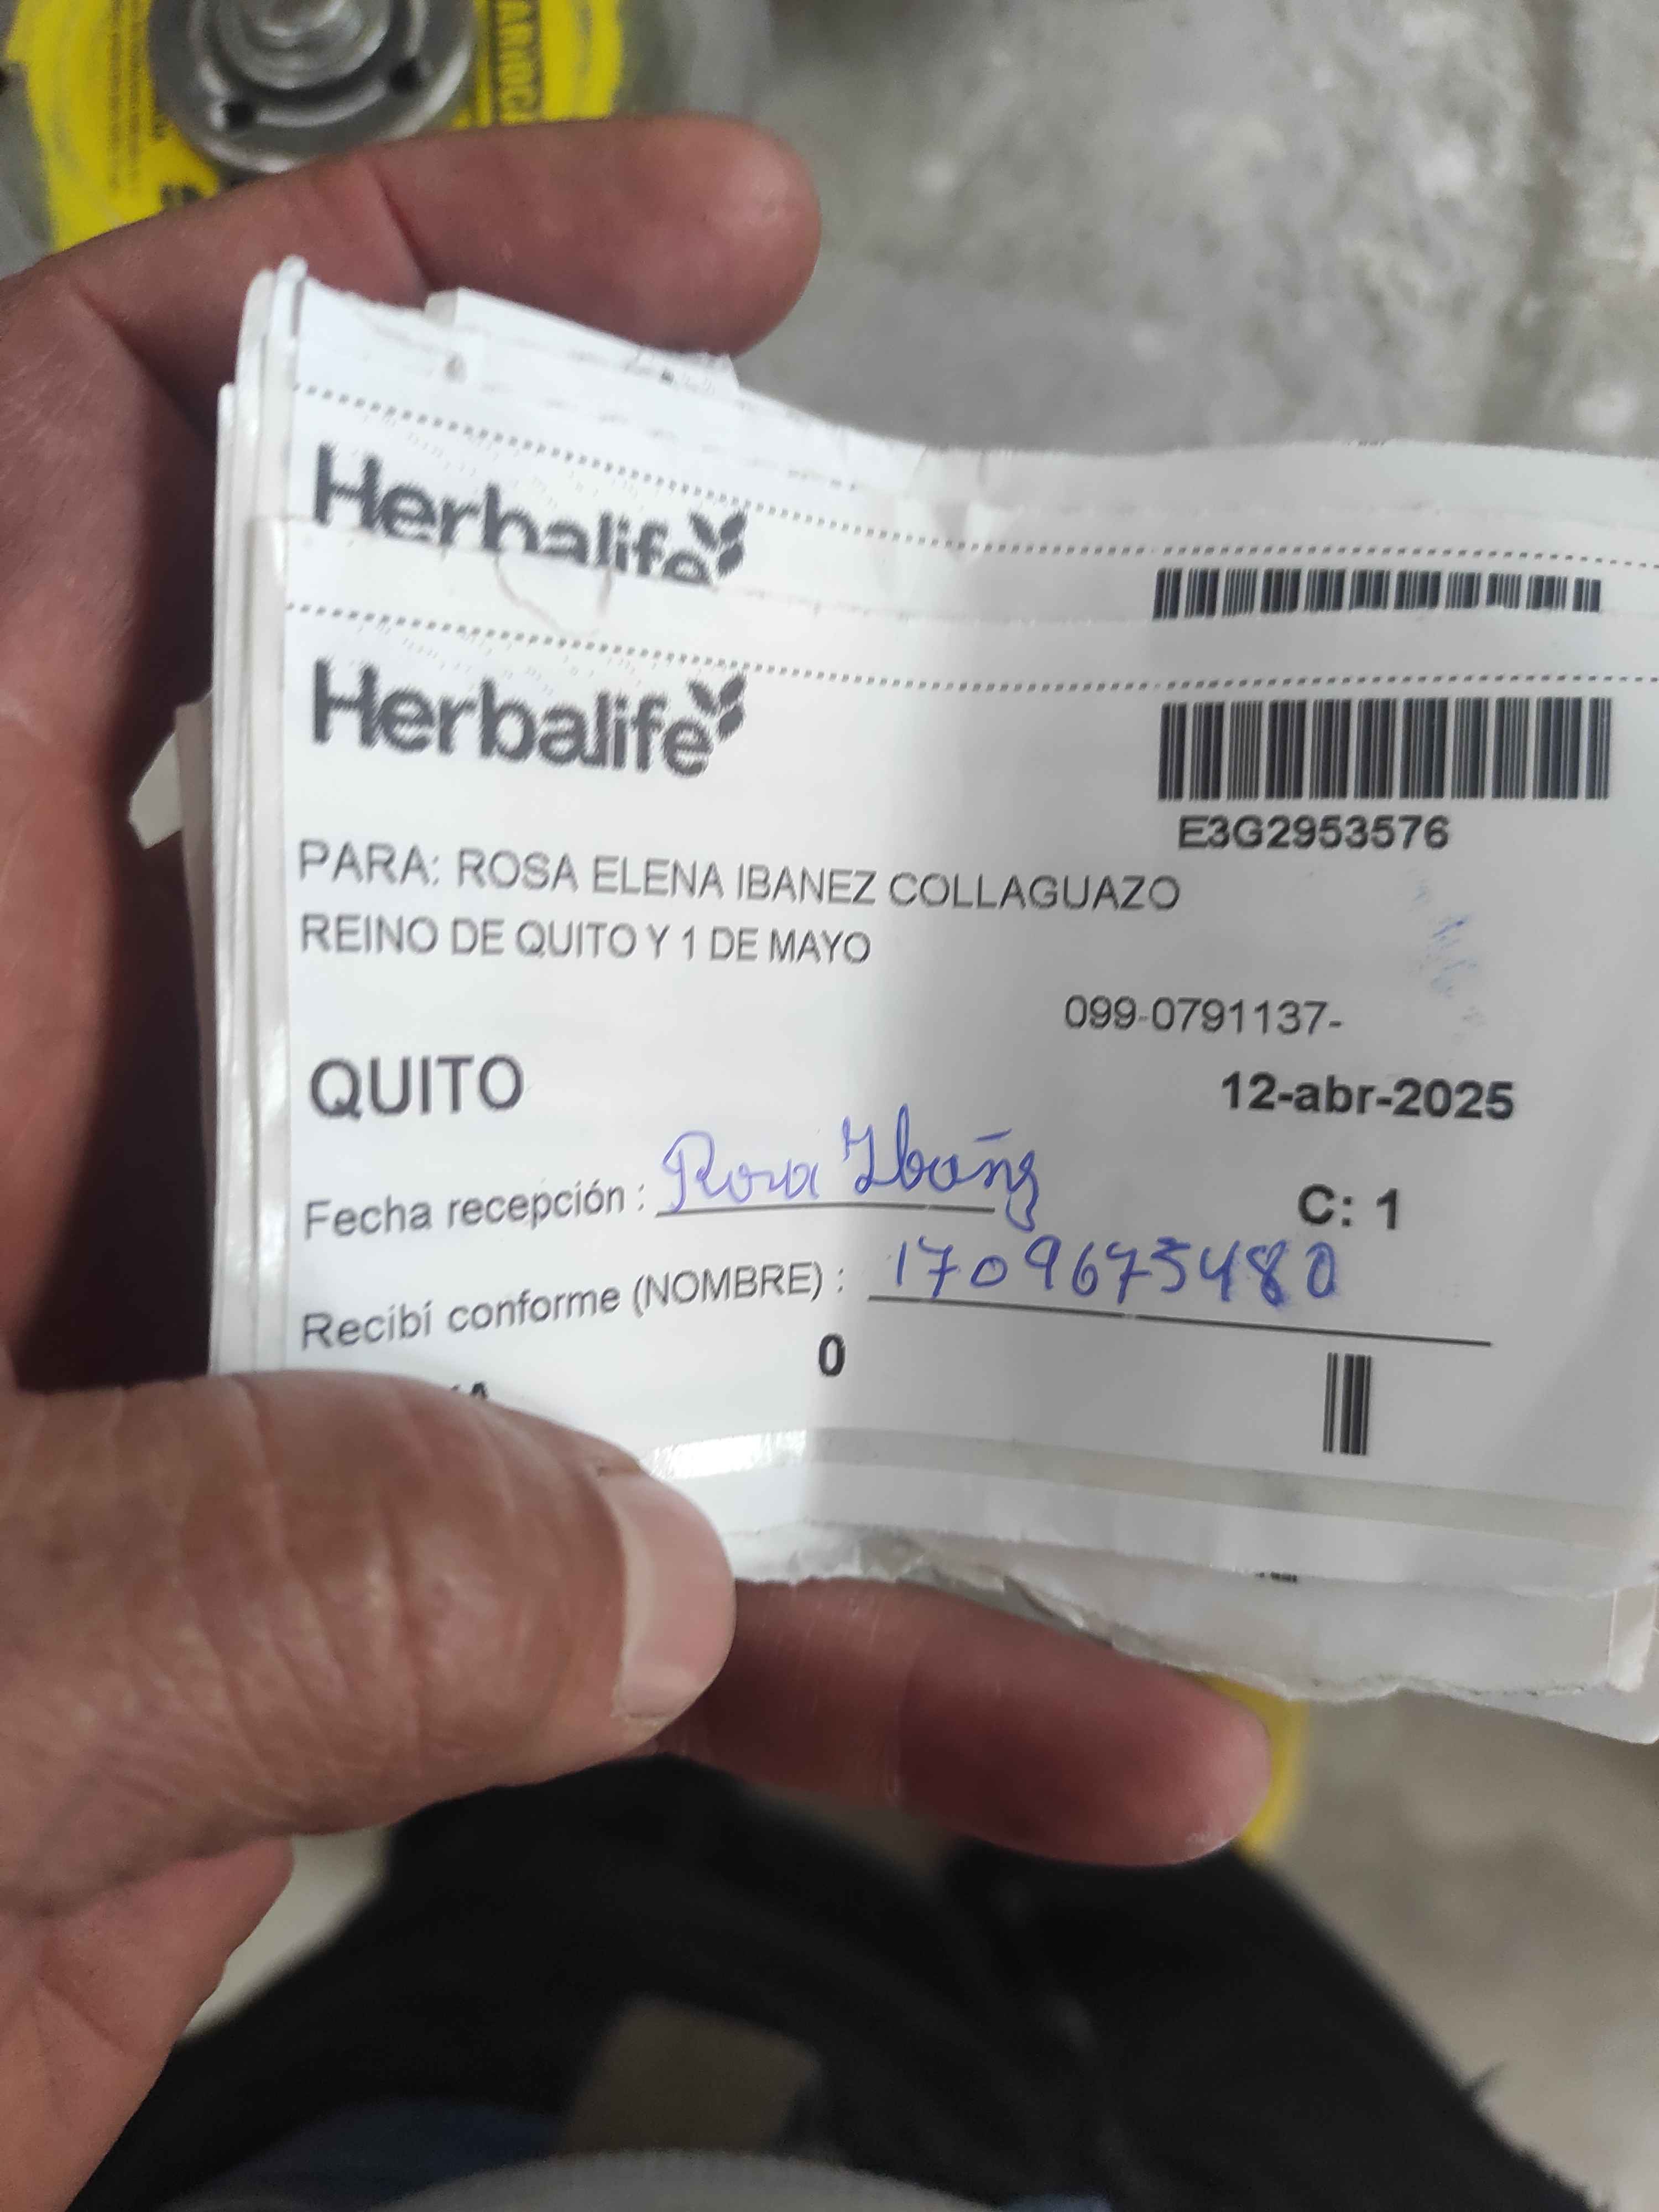 Herbalife
Herbalife
E3G2953576
PARA: ROSA ELENA IBANEZ COLLAGUAZO
REINO DE QUITO Y 1 DE MAYO
099-0791137-
QUITO
12-abr-2025
Fecha recepción : Rosa Ibáñez
C: 1
Recibí conforme (NOMBRE) : 1709675480
0